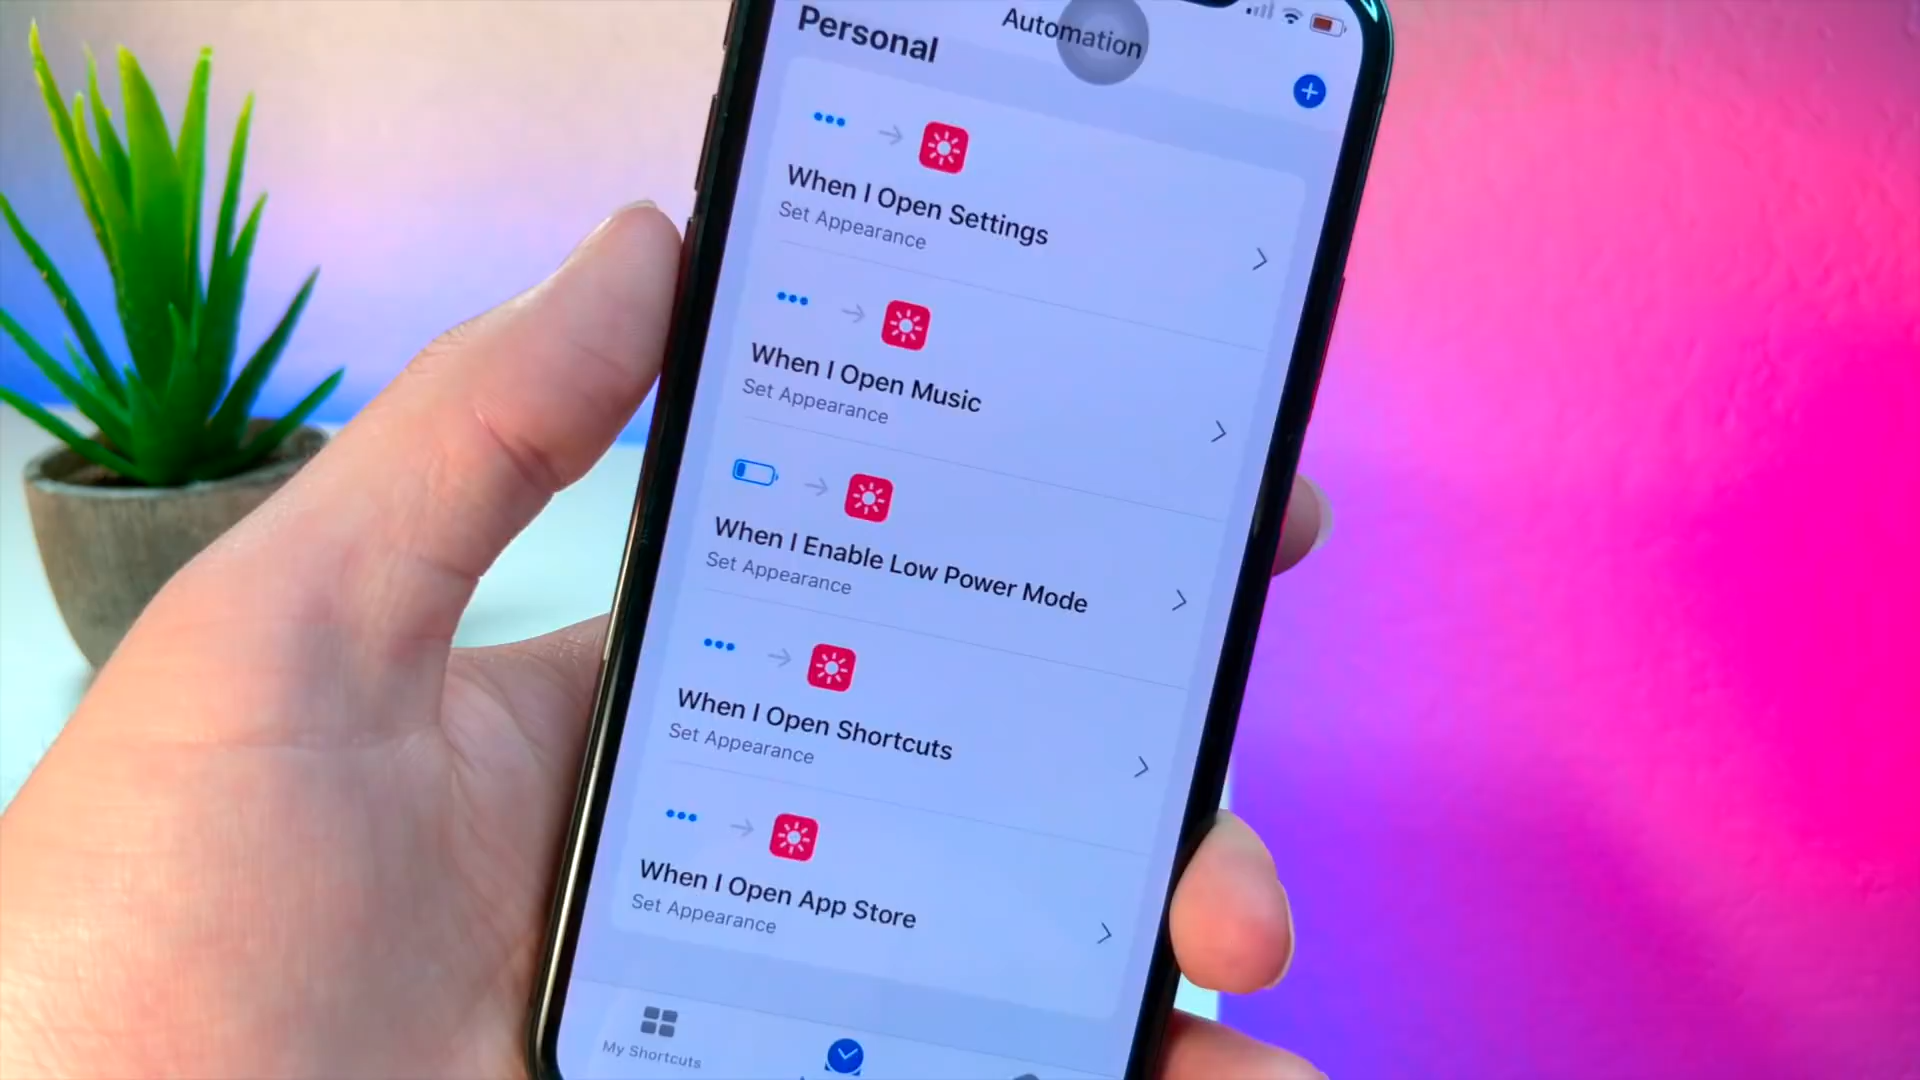 Automation
Personal
When I Open Settings
Set Appearance
When I Open Music
Set Appearance
When I Enable Low Power Mode
Set Appearance
When I Open Shortcuts
Set Appearance
When I Open App Store
Set Appearance
My Shortcuts